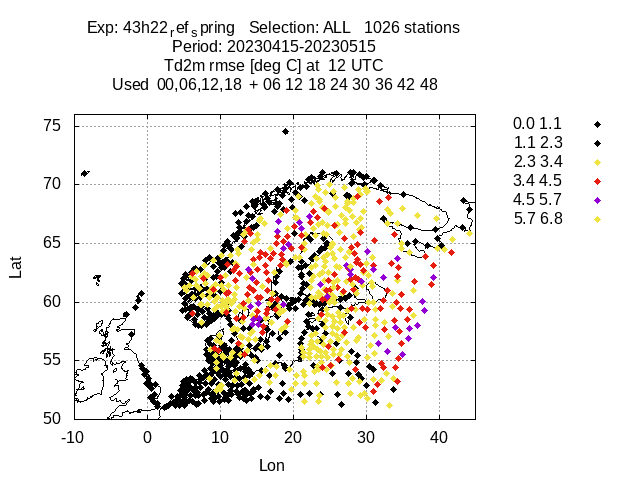 Exp: 43h22refspring   Selection: ALL   1026 stations
Period: 20230415-20230515
Td2m rmse [deg C] at  12 UTC
Used  00,06,12,18  + 06 12 18 24 30 36 42 48
0.0 1.1
1.1 2.3
2.3 3.4
3.4 4.5
4.5 5.7
5.7 6.8
75
70
65
60
55
50
Lat
-10 0 10 20 30 40
Lon